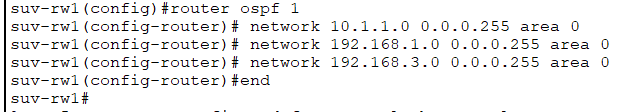 suv-rw1(config)#router ospf 1
suv-rw1(config-router)# network 10.1.1.0 0.0.0.255 area 0
suv-rw1(config-router)# network 192.168.1.0 0.0.0.255 area 0
suv-rw1(config-router)# network 192.168.3.0 0.0.0.255 area 0
suv-rw1(config-router)#end
suv-rw1#